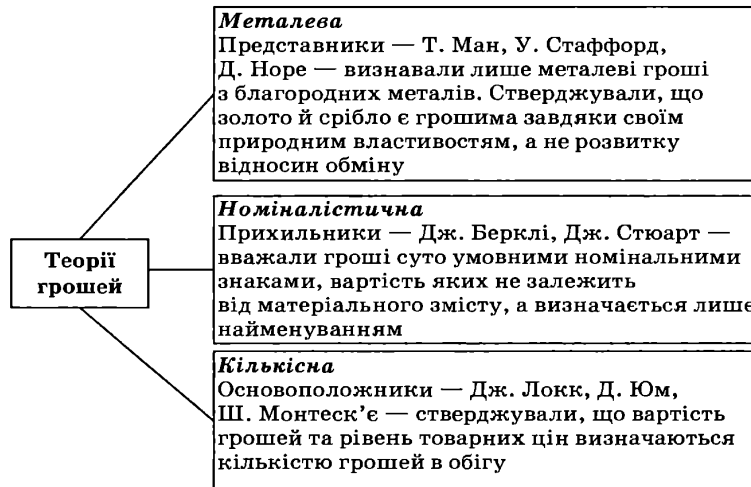 Металева
Представники — Т. Ман, У. Стаффорд,
Д. Норе — визнавали лише металеві гроші
з благородних металів. Стверджували, що
золото й срібло є грошима завдяки своїм
природним властивостям, а не розвитку
відносин обміну
Теорії
грошей
Номіналістична
Прихильники — Дж. Берклі, Дж. Стюарт —
вважали гроші суто умовними номінальними
знаками, вартість яких не залежить
від матеріального змісту, а визначається лише
найменуванням
Кількісна
Основоположники — Дж. Локк, Д. Юм,
Ш. Монтеск’є — стверджували, що вартість
грошей та рівень товарних цін визначаються
кількістю грошей в обігу